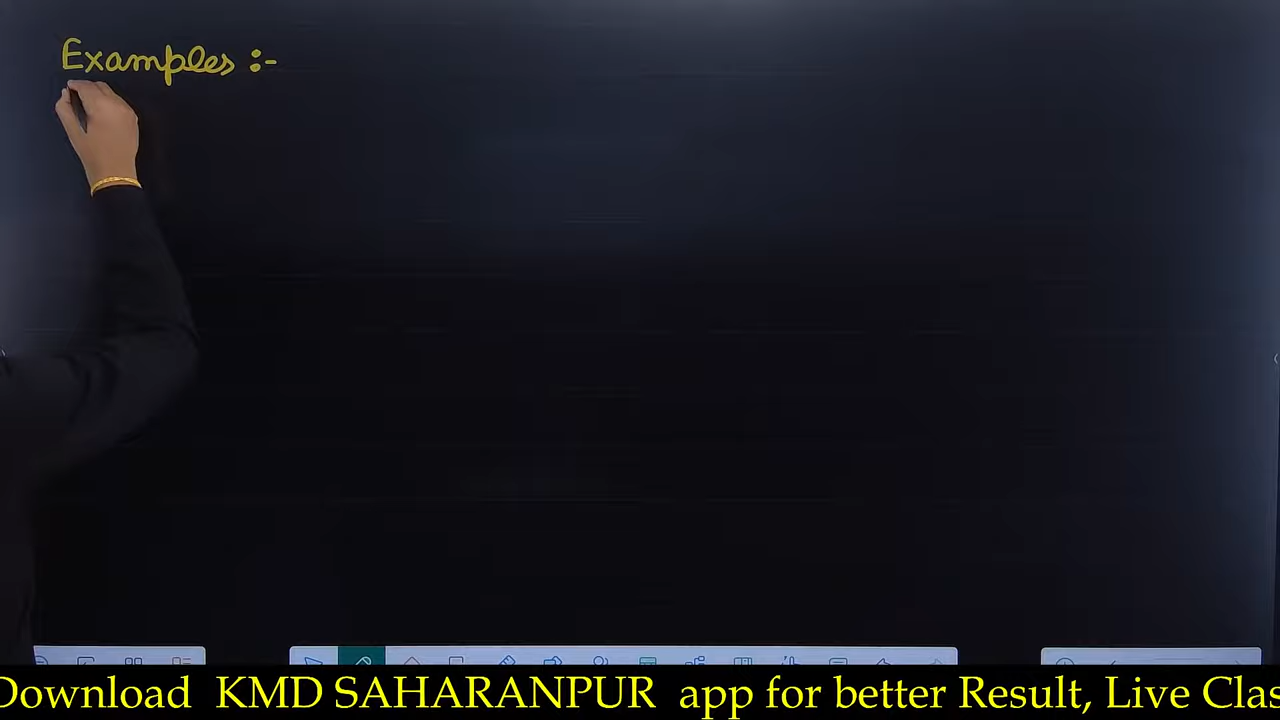 Examples :-
Download KMD SAHARANPUR app for better Result, Live Clas